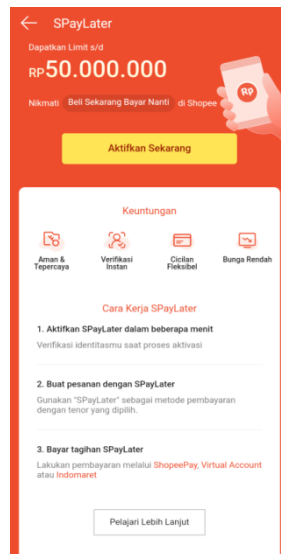 SPayLater
Dapatkan Limit s/d
RP50.000.000
Nikmati Beli Sekarang Bayar Nanti di Shopee
RP
Aktifkan Sekarang
Keuntungan
Aman & Tepercaya
Verifikasi Instan
Cicilan Fleksibel
Bunga Rendah
Cara Kerja SPayLater
1. Aktifkan SPayLater dalam beberapa menit
Verifikasi identitasmu saat proses aktivasi
2. Buat pesanan dengan SPayLater
Gunakan "SPayLater" sebagai metode pembayaran
dengan tenor yang dipilih.
3. Bayar tagihan SPayLater
Lakukan pembayaran melalui ShopeePay, Virtual Account
atau Indomaret
Pelajari Lebih Lanjut